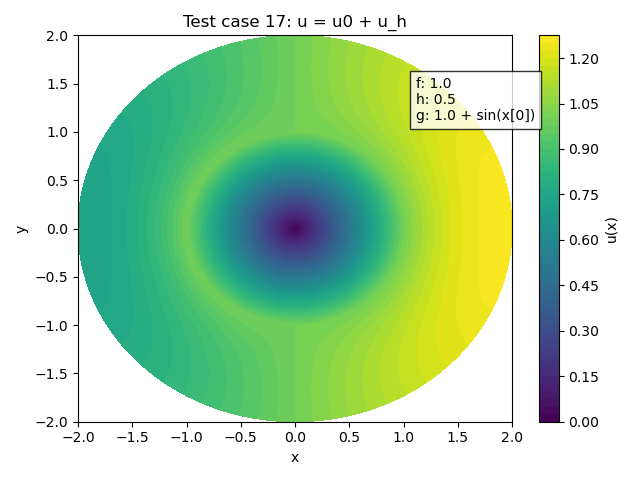 Test case 17: u = u0 + u_h
f: 1.0
h: 0.5
g: 1.0 + sin(x[0])
2.0
1.5
1.0
0.5
0.0
−0.5
−1.0
−1.5
−2.0
y
−2.0 −1.5 −1.0 −0.5 0.0 0.5 1.0 1.5 2.0
x
1.20
1.05
0.90
0.75
0.60
0.45
0.30
0.15
0.00
u(x)